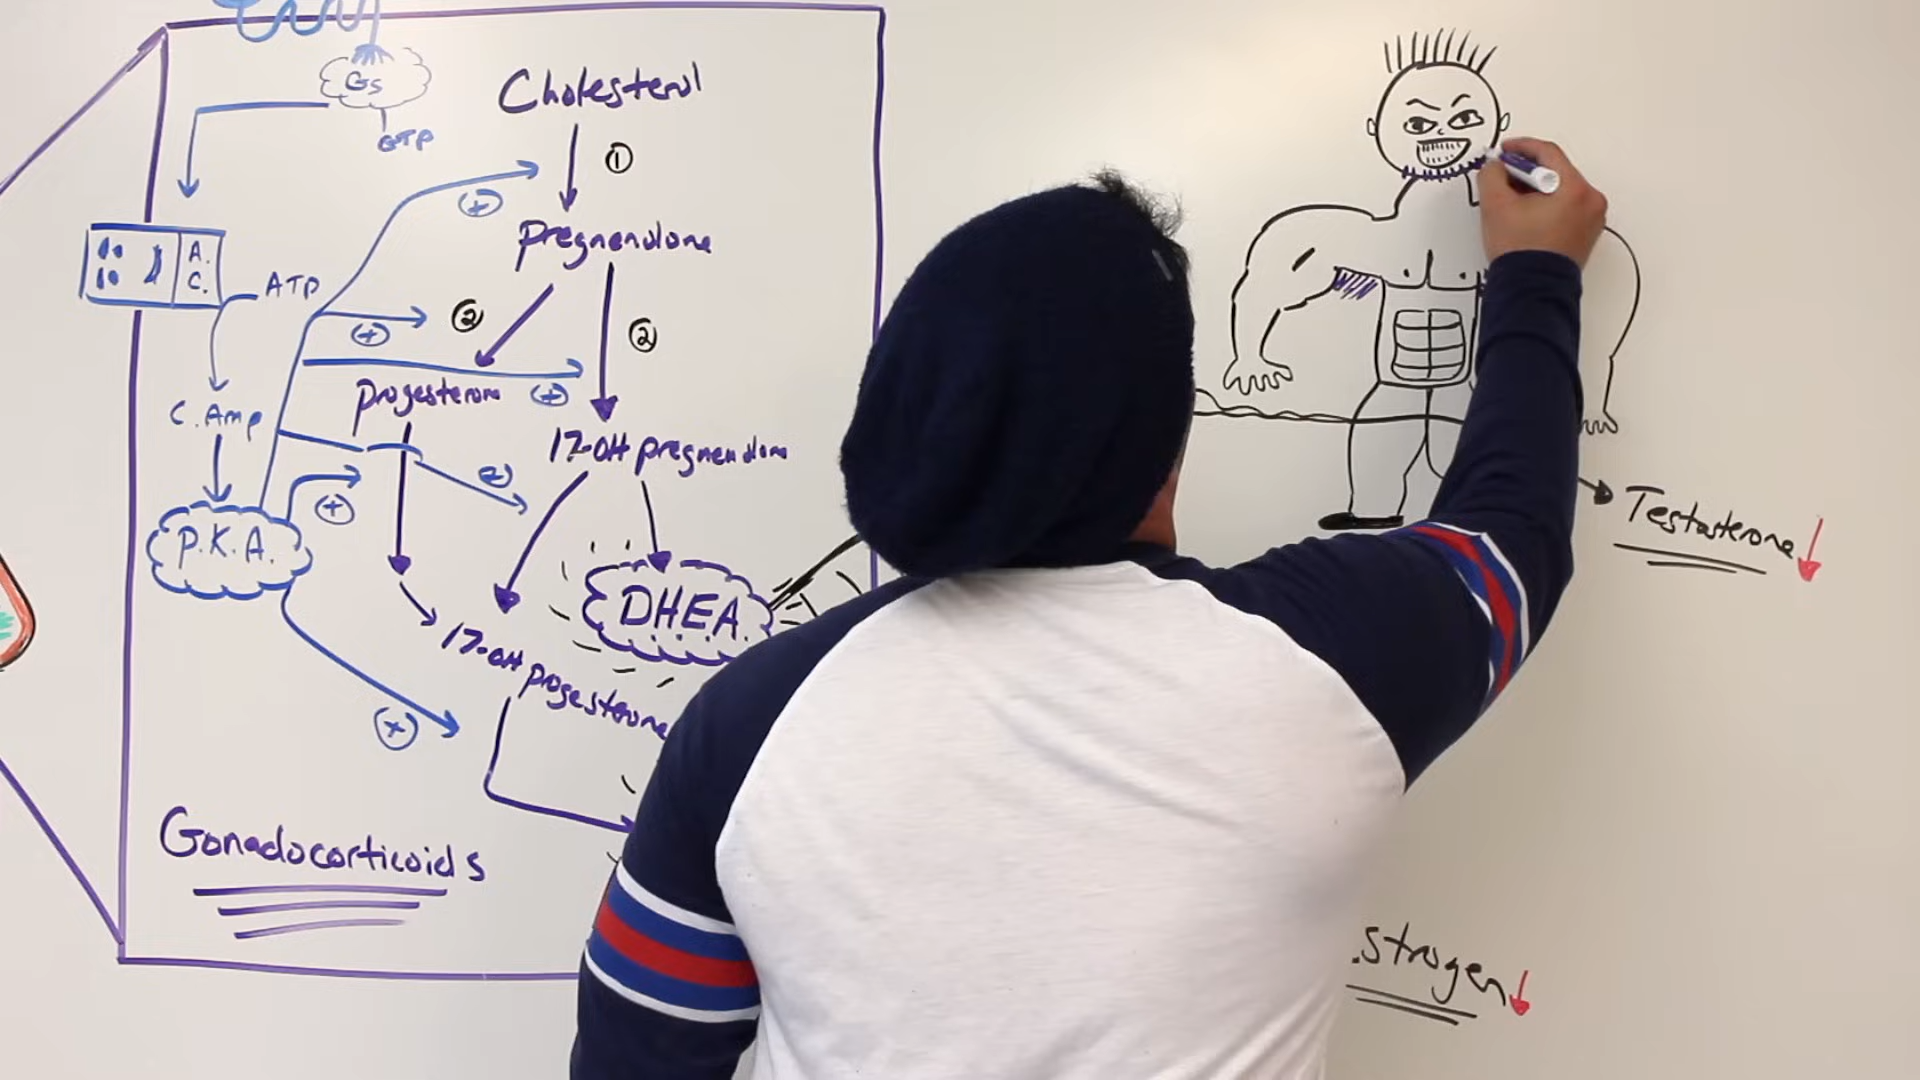 Gs
GTP
Cholesterol
①
(+)
pregnenolone
A.
C.
ATP
②
②
(+)
progesterone
(+)
C. Amp
17-OH pregnenolone
(+)
P.K.A.
Testosterone ↓
D.H.E.A.
17-OH progesterone
(+)
Gonadocorticoids
strogen ↓